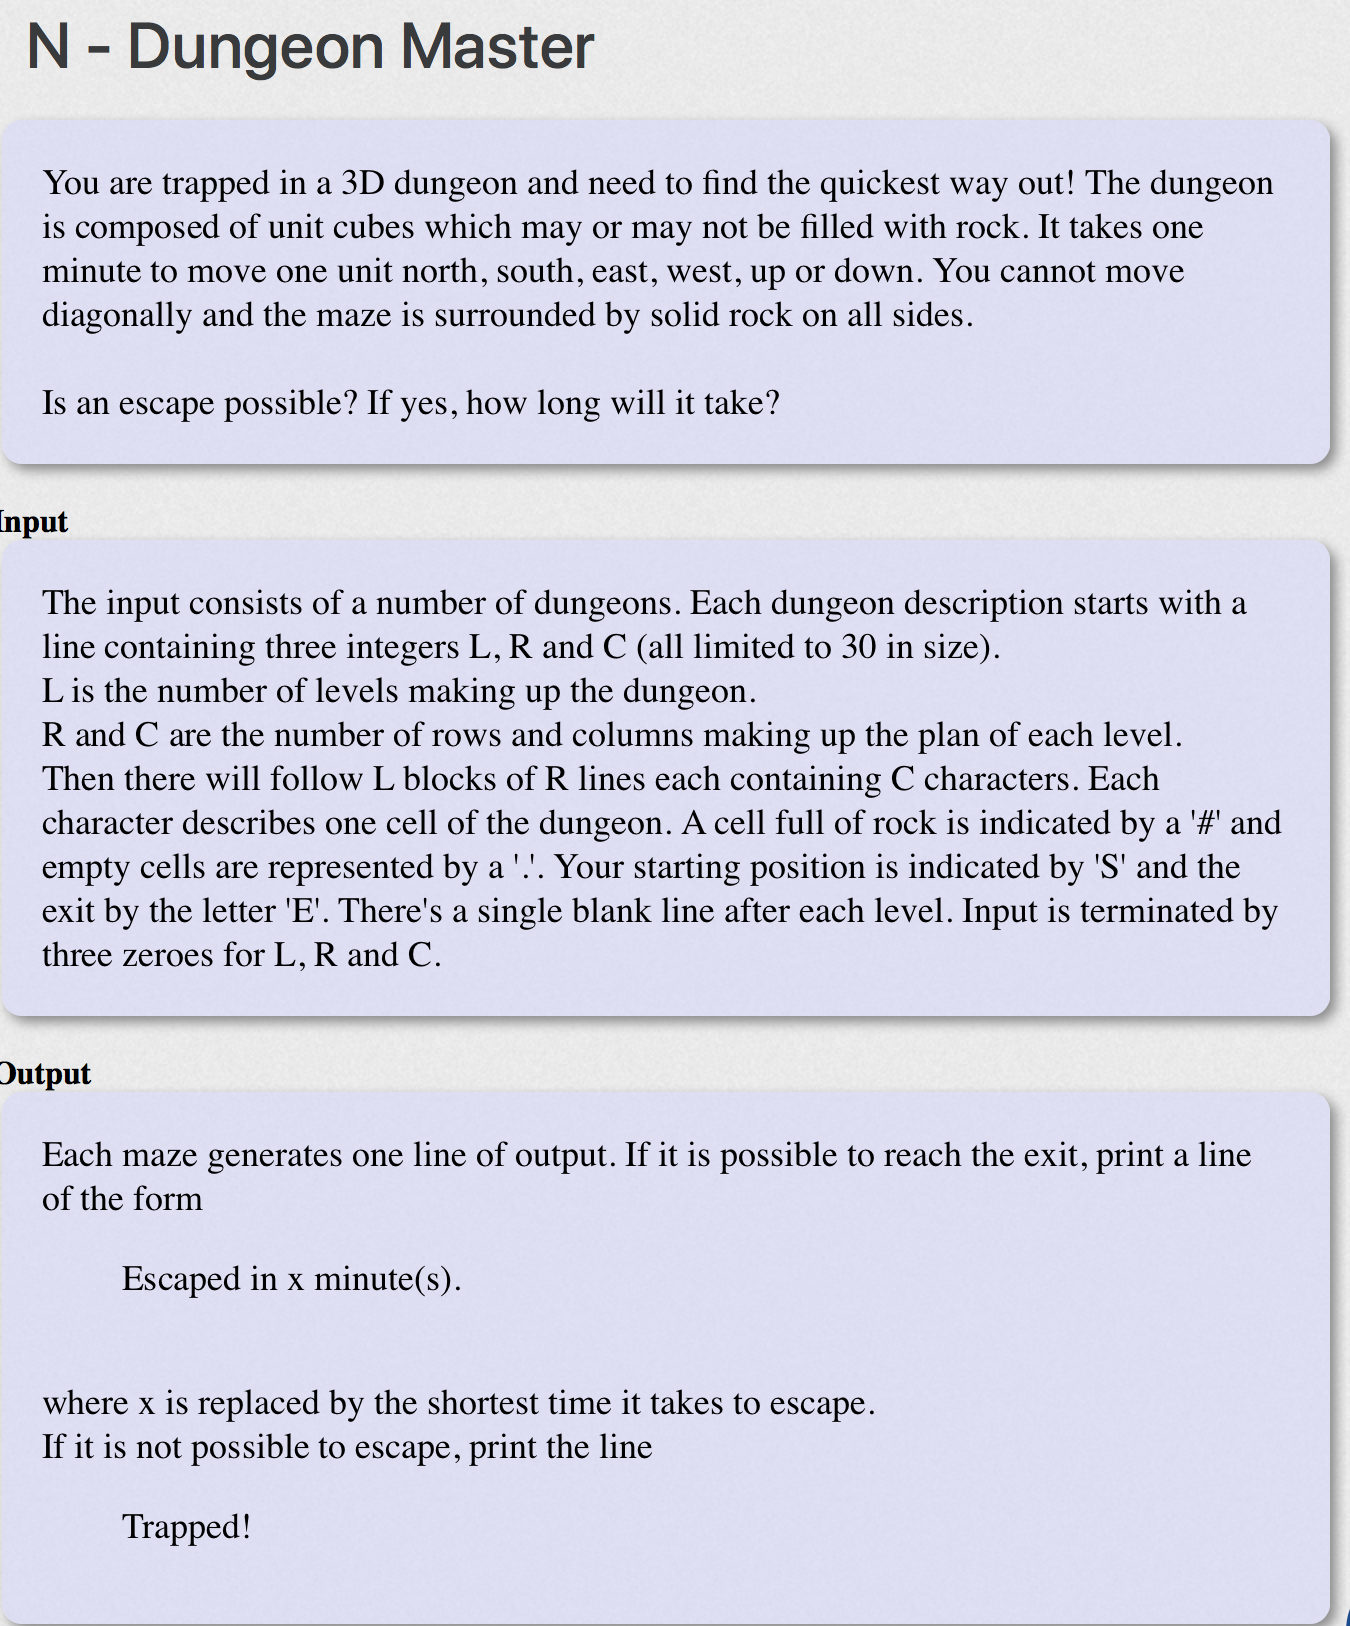 N - Dungeon Master
You are trapped in a 3D dungeon and need to find the quickest way out! The dungeon
is composed of unit cubes which may or may not be filled with rock. It takes one
minute to move one unit north, south, east, west, up or down. You cannot move
diagonally and the maze is surrounded by solid rock on all sides.
Is an escape possible? If yes, how long will it take?
Input
The input consists of a number of dungeons. Each dungeon description starts with a
line containing three integers L, R and C (all limited to 30 in size).
L is the number of levels making up the dungeon.
R and C are the number of rows and columns making up the plan of each level.
Then there will follow L blocks of R lines each containing C characters. Each
character describes one cell of the dungeon. A cell full of rock is indicated by a '#' and
empty cells are represented by a '.'. Your starting position is indicated by 'S' and the
exit by the letter 'E'. There's a single blank line after each level. Input is terminated by
three zeroes for L, R and C.
Output
Each maze generates one line of output. If it is possible to reach the exit, print a line
of the form
Escaped in x minute(s).
where x is replaced by the shortest time it takes to escape.
If it is not possible to escape, print the line
Trapped!